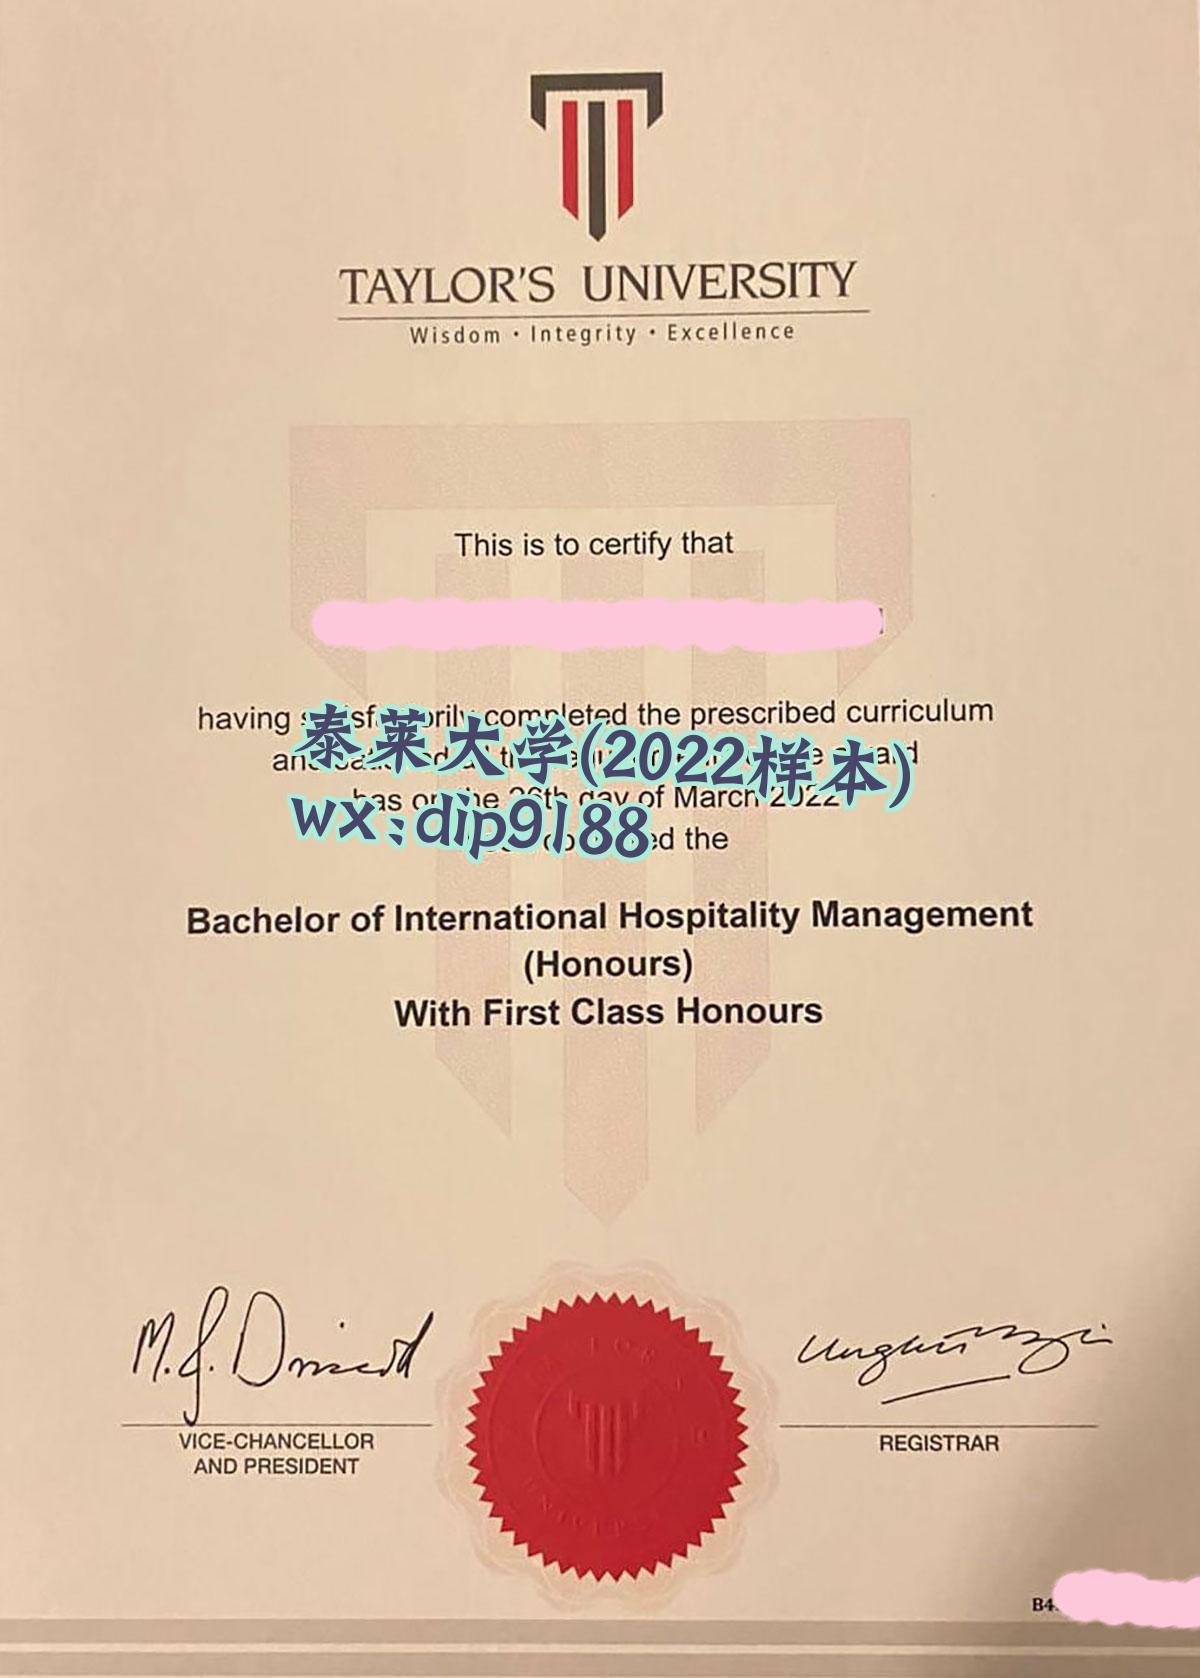 TAYLOR'S UNIVERSITY
Wisdom • Integrity • Excellence
This is to certify that
having completed the prescribed curriculum
泰莱大学(2022样本)
has day of March 2022
wx:dip9188
the
Bachelor of International Hospitality Management
(Honours)
With First Class Honours
VICE-CHANCELLOR
AND PRESIDENT
REGISTRAR
B4